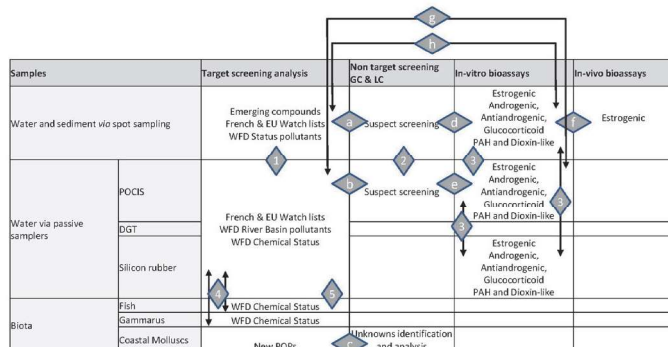 g
h
Samples
Target screening analysis
Non target screening
GC & LC
In-vitro bioassays
In-vivo bioassays
Water and sediment via spot sampling
Emerging compounds
French & EU Watch lists
WFD Status pollutants
a
Suspect screening
d
Estrogenic
Androgenic,
Antiandrogenic,
Glucocorticoid
PAH and Dioxin-like
f
Estrogenic
1
2
3
Water via passive
samplers
POCIS
b
Suspect screening
e
Estrogenic
Androgenic,
Antiandrogenic,
Glucocorticoid
PAH and Dioxin-like
3
French & EU Watch lists
WFD River Basin pollutants
WFD Chemical Status
DGT
3
Silicon rubber
Estrogenic
Androgenic,
Antiandrogenic,
Glucocorticoid
PAH and Dioxin-like
4
5
Biota
Fish
WFD Chemical Status
Gammarus
WFD Chemical Status
Coastal Molluscs
New POPs
c
Unknowns identification
and analysis